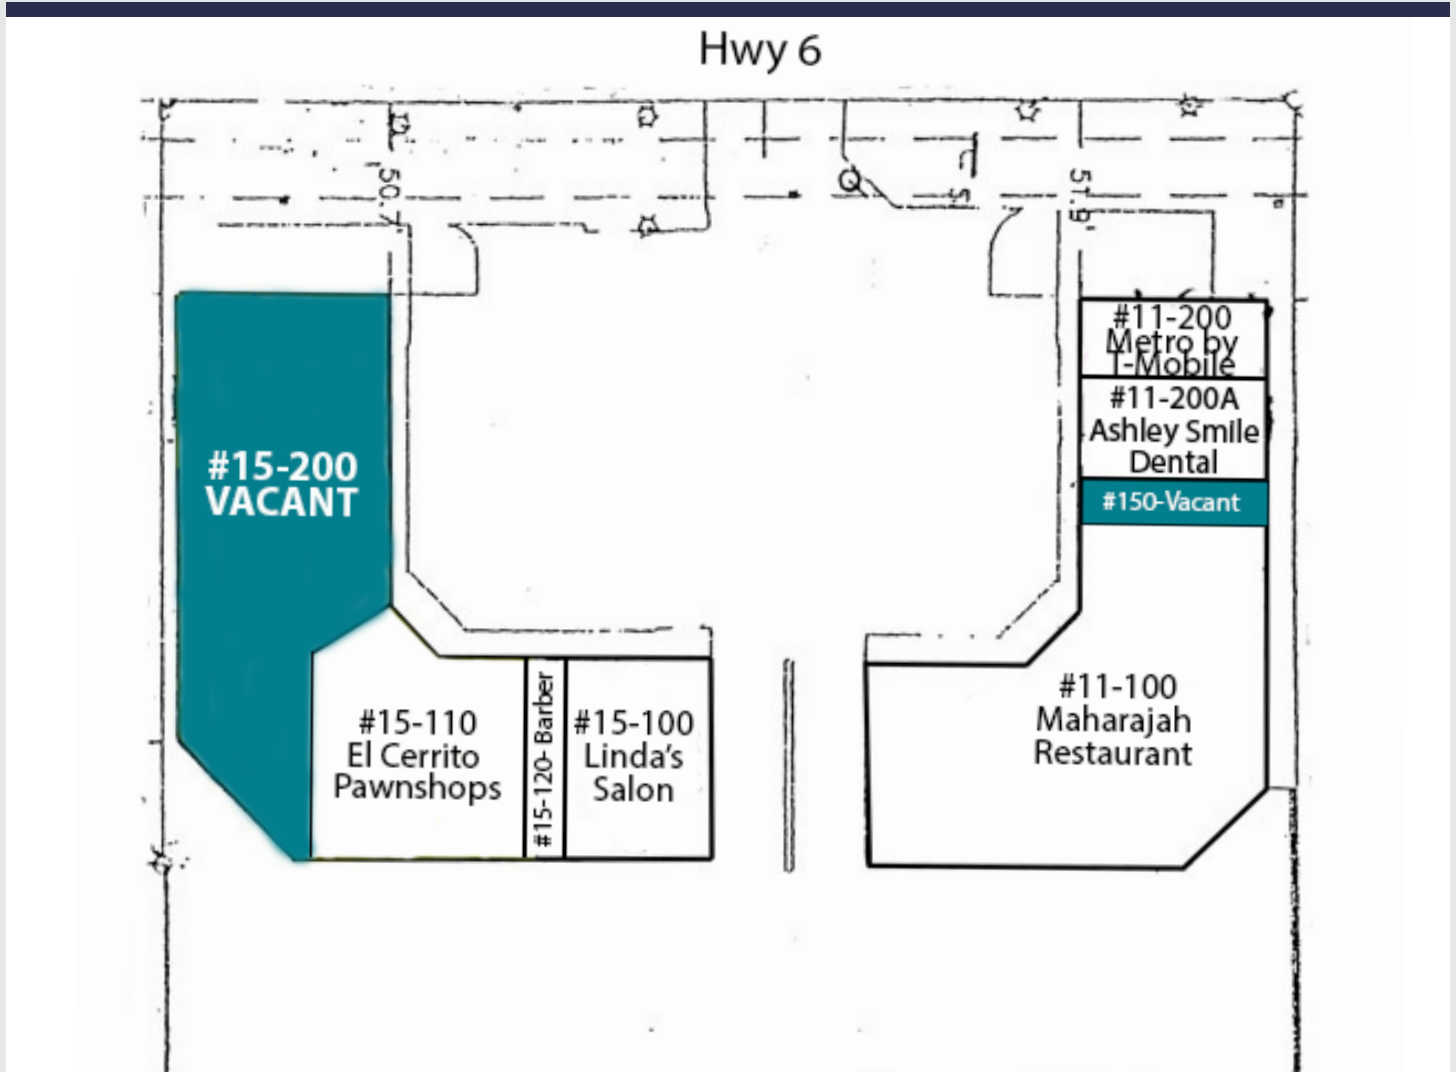 Hwy 6
50.7'
51.9'
#11-200
Metro by
T-Mobile
#11-200A
Ashley Smile
Dental
#150-Vacant
#15-200
VACANT
#15-110
El Cerrito
Pawnshops
#15-120- Barber
#15-100
Linda's
Salon
#11-100
Maharajah
Restaurant